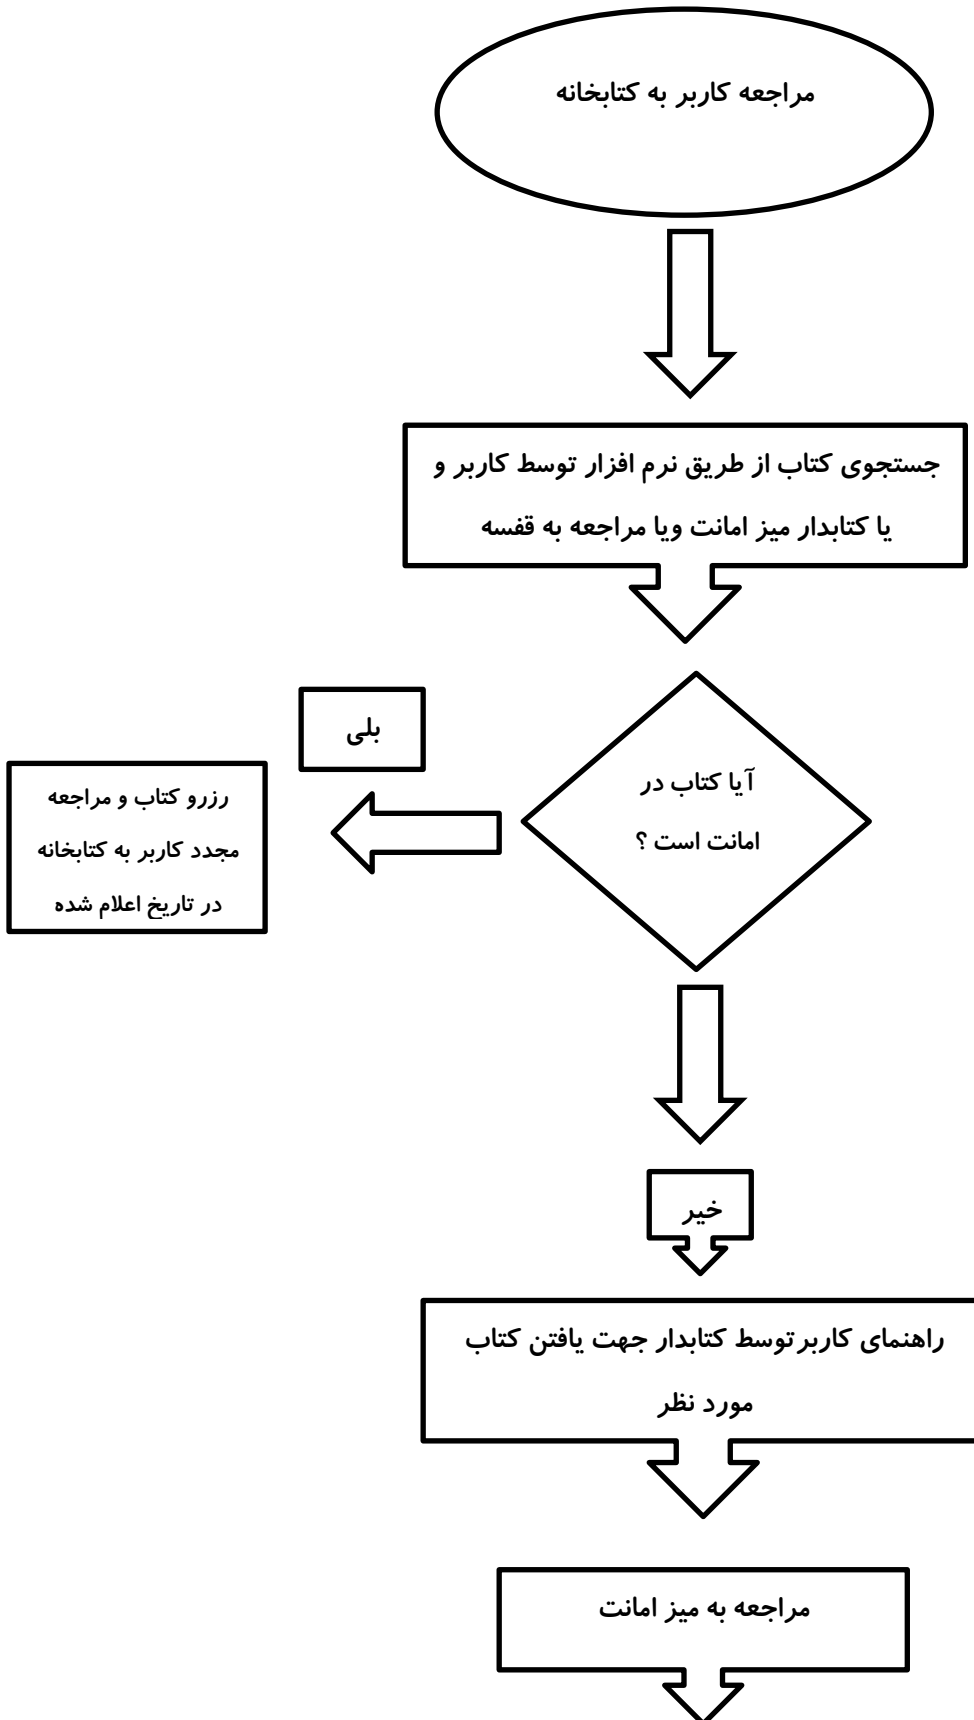 مراجعه کاربر به کتابخانه
جستجوی کتاب از طریق نرم افزار توسط کاربر و
یا کتابدار میز امانت ویا مراجعه به قفسه
بلی
آیا کتاب در
امانت است ؟
رزرو کتاب و مراجعه
مجدد کاربر به کتابخانه
در تاریخ اعلام شده
خیر
راهنمای کاربر توسط کتابدار جهت یافتن کتاب
مورد نظر
مراجعه به میز امانت